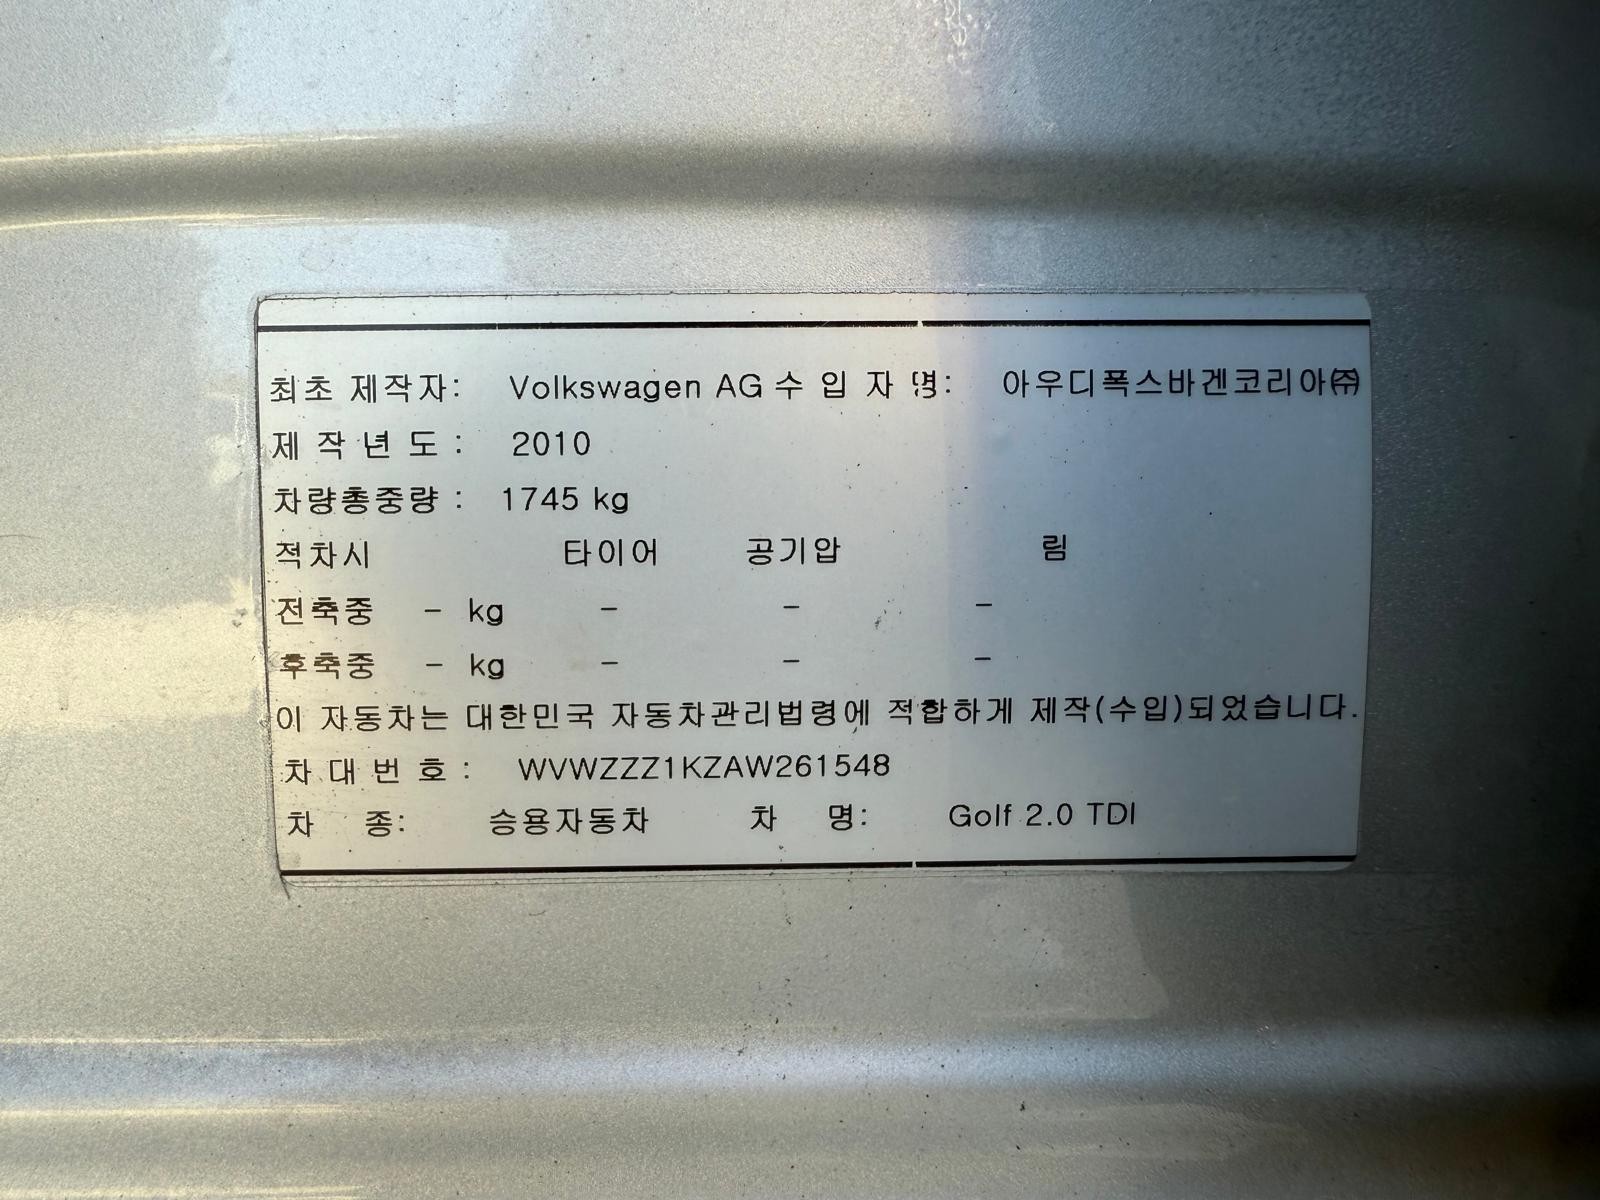 최초 제작자: Volkswagen AG 수 입 자 명: 아우디폭스바겐코리아㈜
제 작 년 도 : 2010
차량총중량 : 1745 kg
적차시 타이어 공기압 림
전축중 - kg - - -
후축중 - kg - - -
이 자동차는 대한민국 자동차관리법령에 적합하게 제작(수입)되었습니다.
차 대 번 호 : WVWZZZ1KZAW261548
차 종: 승용자동차 차 명: Golf 2.0 TDI